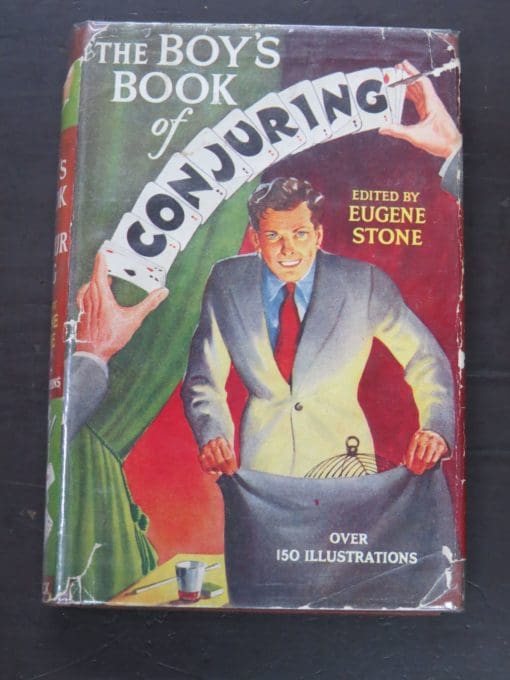 THE BOY'S
BOOK
of
CONJURING
EDITED BY
EUGENE
STONE
OVER
150 ILLUSTRATIONS